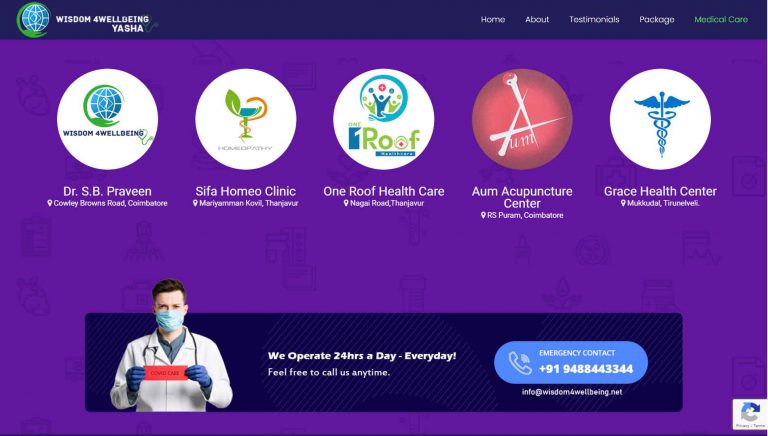 WISDOM 4WELLBEING
YASHA
Home
About
Testimonials
Package
Medical Care
WISDOM 4WELLBEING
HOMEOPATHY
ONE
1Roof
Healthcare
Aum
Dr. S.B. Praveen
Cowley Browns Road, Coimbatore
Sifa Homeo Clinic
Mariyamman Kovil, Thanjavur
One Roof Health Care
Nagai Road,Thanjavur
Aum Acupuncture
Center
RS Puram, Coimbatore
Grace Health Center
Mukkudal, Tirunelveli.
COVID CARE
We Operate 24hrs a Day - Everyday!
Feel free to call us anytime.
EMERGENCY CONTACT
+91 9488443344
info@wisdom4wellbeing.net
Privacy - Terms